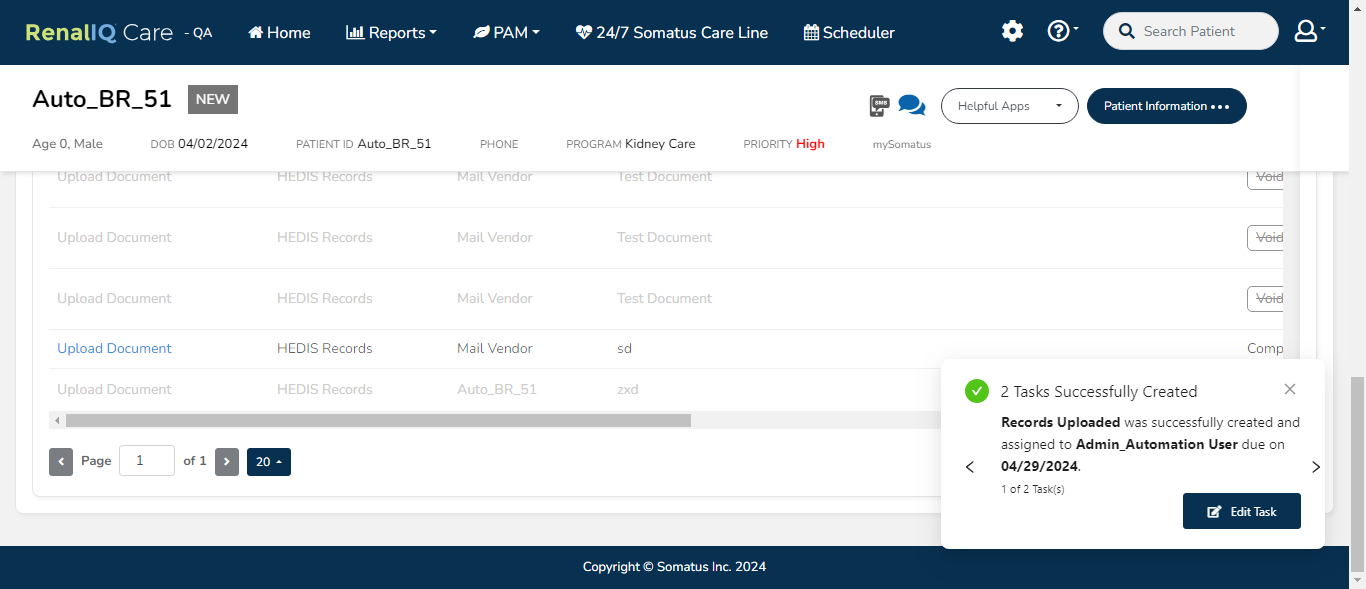 RenalIQ Care - QA Home Reports PAM 24/7 Somatus Care Line Scheduler Search Patient
Auto_BR_51 NEW SMS Helpful Apps Patient Information •••
Age 0, Male DOB 04/02/2024 PATIENT ID Auto_BR_51 PHONE PROGRAM Kidney Care PRIORITY High mySomatus
Upload Document HEDIS Records Mail Vendor Test Document Void
Upload Document HEDIS Records Mail Vendor Test Document Void
Upload Document HEDIS Records Mail Vendor Test Document Void
Upload Document HEDIS Records Mail Vendor sd Comp
Upload Document HEDIS Records Auto_BR_51 zxd
Page 1 of 1 20
2 Tasks Successfully Created
Records Uploaded was successfully created and
assigned to Admin_Automation User due on
04/29/2024.
1 of 2 Task(s)
Edit Task
Copyright © Somatus Inc. 2024